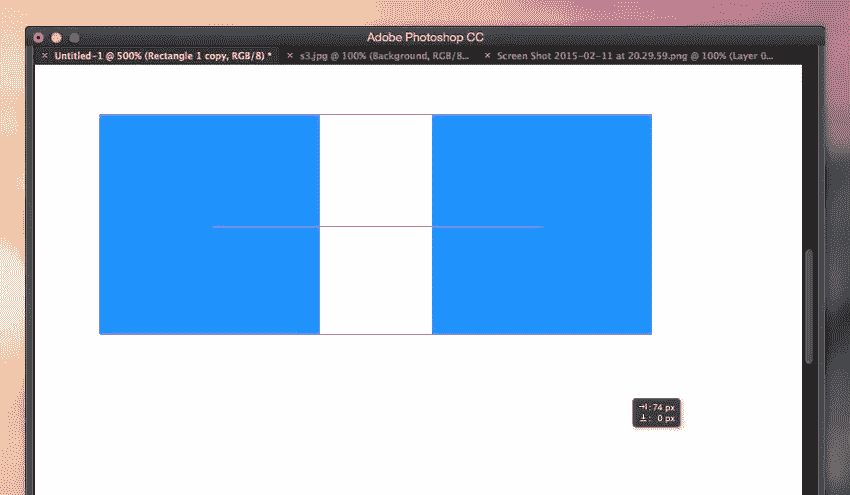 Adobe Photoshop CC
× Untitled-1 @ 500% (Rectangle 1 copy, RGB/8) * × s3.jpg @ 100% (Background, RGB/8... × Screen Shot 2015-02-11 at 20.29.59.png @ 100% (Layer 0...
: 74 px
: 0 px